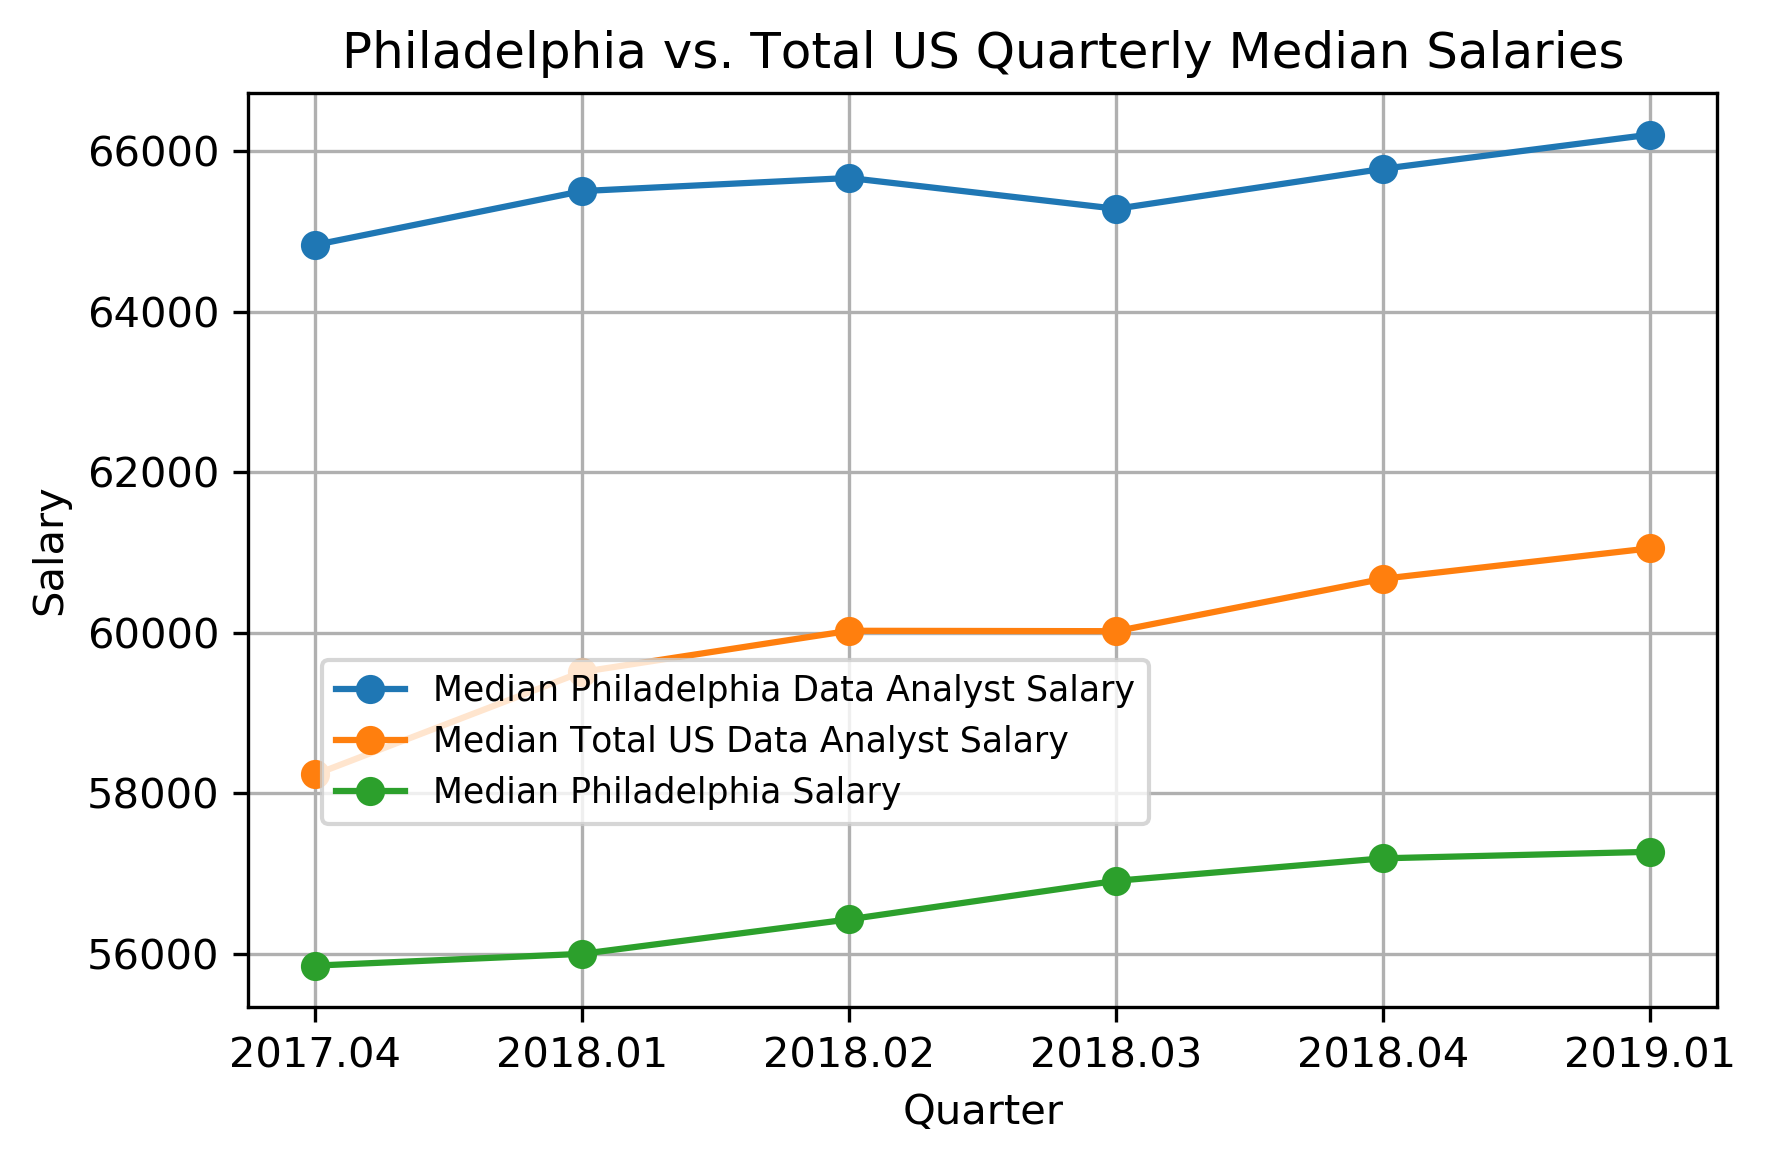 Philadelphia vs. Total US Quarterly Median Salaries
66000
64000
62000
60000
58000
56000
Salary
Median Philadelphia Data Analyst Salary
Median Total US Data Analyst Salary
Median Philadelphia Salary
2017.04 2018.01 2018.02 2018.03 2018.04 2019.01
Quarter